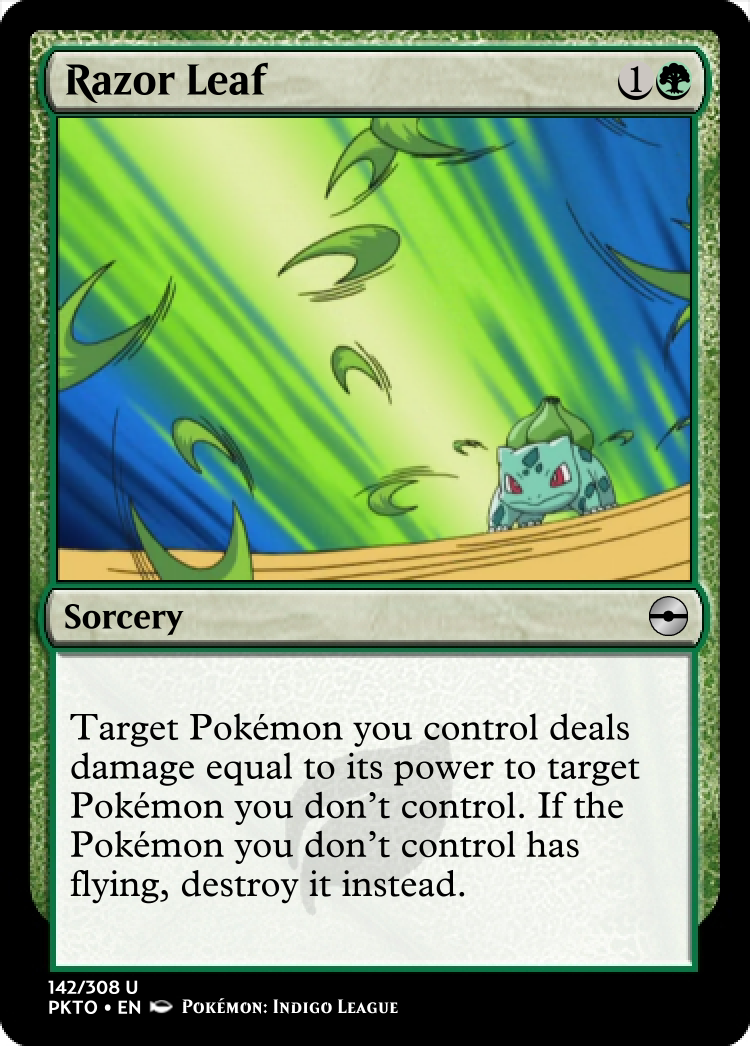 Razor Leaf 1
Sorcery
Target Pokémon you control deals
damage equal to its power to target
Pokémon you don't control. If the
Pokémon you don't control has
flying, destroy it instead.
142/308 U
PKTO • EN Pokémon: Indigo League